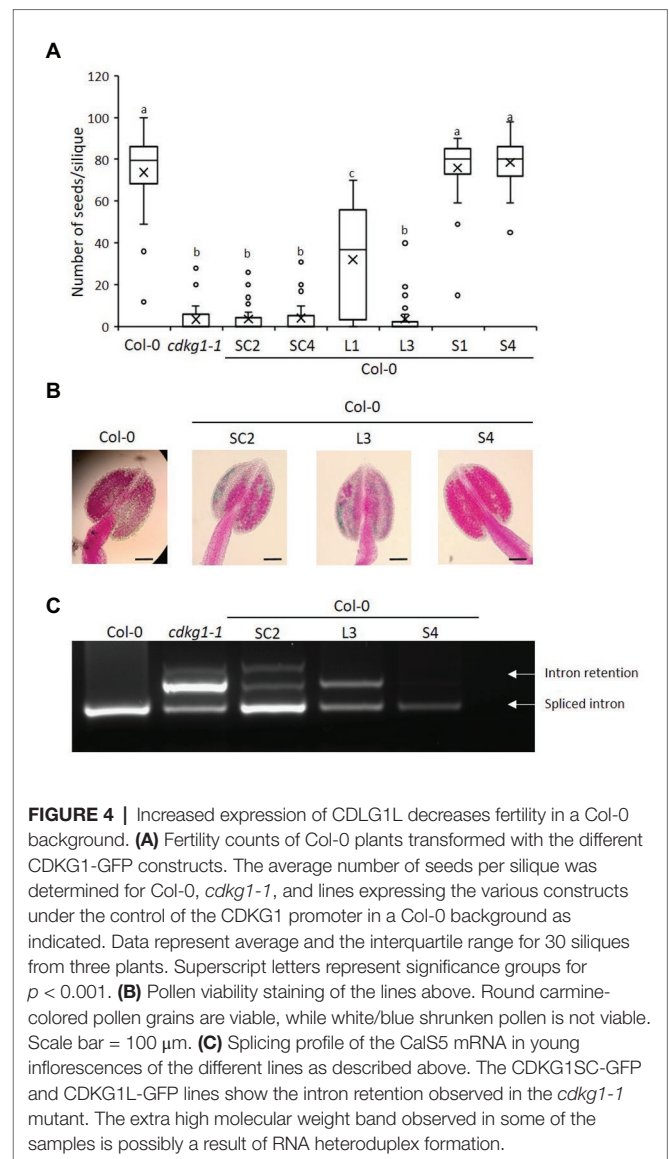 A
Number of seeds/silique
120
100
80
60
40
20
0
a
b
b
b
c
b
a
a
Col-0 cdkg1-1 SC2 SC4 L1 L3 S1 S4
Col-0
B
Col-0
Col-0 SC2 L3 S4
C
Col-0
Col-0 cdkg1-1 SC2 L3 S4
Intron retention
Spliced intron
FIGURE 4 | Increased expression of CDLG1L decreases fertility in a Col-0
background. (A) Fertility counts of Col-0 plants transformed with the different
CDKG1-GFP constructs. The average number of seeds per silique was
determined for Col-0, cdkg1-1, and lines expressing the various constructs
under the control of the CDKG1 promoter in a Col-0 background as
indicated. Data represent average and the interquartile range for 30 siliques
from three plants. Superscript letters represent significance groups for
p < 0.001. (B) Pollen viability staining of the lines above. Round carmine-
colored pollen grains are viable, while white/blue shrunken pollen is not viable.
Scale bar = 100 μm. (C) Splicing profile of the CalS5 mRNA in young
inflorescences of the different lines as described above. The CDKG1SC-GFP
and CDKG1L-GFP lines show the intron retention observed in the cdkg1-1
mutant. The extra high molecular weight band observed in some of the
samples is possibly a result of RNA heteroduplex formation.